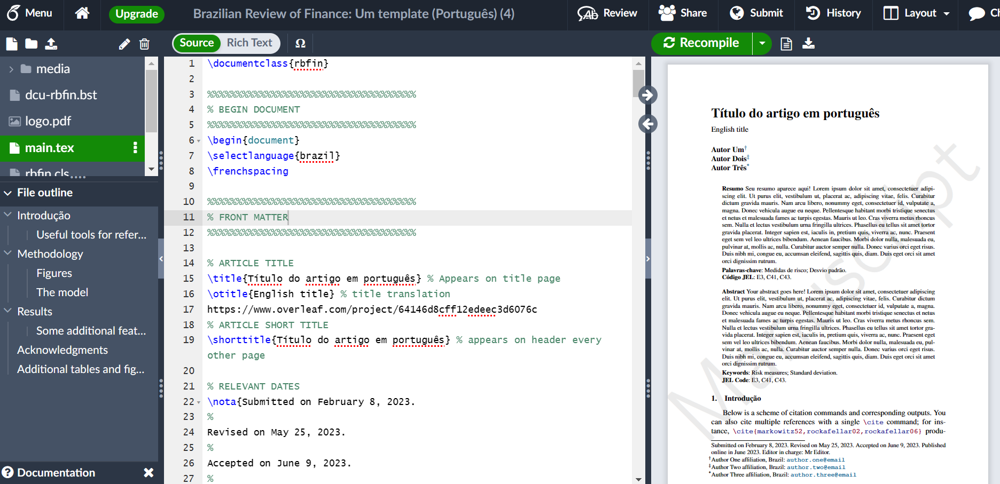 Menu
Upgrade
Brazilian Review of Finance: Um template (Português) (4)
Review
Share
Submit
History
Layout
Source
Rich Text
Ω
Recompile
media
dcu-rbfin.bst
logo.pdf
main.tex
rbfin.cls
File outline
Introdução
Useful tools for refer...
Methodology
Figures
The model
Results
Some additional feat...
Acknowledgments
Additional tables and fig...
Documentation
1 \documentclass{rbfin}
2
3 %%%%%%%%%%%%%%%%%%%%%%%%%%%%%%%%%%%%
4 % BEGIN DOCUMENT
5 %%%%%%%%%%%%%%%%%%%%%%%%%%%%%%%%%%%%
6 \begin{document}
7 \selectlanguage{brazil}
8 \frenchspacing
9
10 %%%%%%%%%%%%%%%%%%%%%%%%%%%%%%%%%%%%
11 % FRONT MATTER
12 %%%%%%%%%%%%%%%%%%%%%%%%%%%%%%%%%%%%
13
14 % ARTICLE TITLE
15 \title{Título do artigo em português} % Appears on title page
16 \otitle{English title} % title translation
17 https://www.overleaf.com/project/64146d8cff12edeec3d6076c
18 % ARTICLE SHORT TITLE
19 \shorttitle{Título do artigo em português} % appears on header every
other page
20
21 % RELEVANT DATES
22 \nota{Submitted on February 8, 2023.
23 %
24 Revised on May 25, 2023.
25 %
26 Accepted on June 9, 2023.
27 %
Título do artigo em português
English title
Autor Um†
Autor Dois‡
Autor Três*
Resumo Seu resumo aparece aqui! Lorem ipsum dolor sit amet, consectetuer adipi-
scing elit. Ut purus elit, vestibulum ut, placerat ac, adipiscing vitae, felis. Curabitur
dictum gravida mauris. Nam arcu libero, nonummy eget, consectetuer id, vulputate a,
magna. Donec vehicula augue eu neque. Pellentesque habitant morbi tristique senectus
et netus et malesuada fames ac turpis egestas. Mauris ut leo. Cras viverra metus rhoncus
sem. Nulla et lectus vestibulum urna fringilla ultrices. Phasellus eu tellus sit amet tortor
gravida placerat. Integer sapien est, iaculis in, pretium quis, viverra ac, nunc. Praesent
eget sem vel leo ultrices bibendum. Aenean faucibus. Morbi dolor nulla, malesuada eu,
pulvinar at, mollis ac, nulla. Curabitur auctor semper nulla. Donec varius orci eget risus.
Duis nibh mi, congue eu, accumsan eleifend, sagittis quis, diam. Duis eget orci sit amet
orci dignissim rutrum.
Palavras-chave: Medidas de risco; Desvio padrão.
Código JEL: E3, C41, C43.
Abstract Your abstract goes here! Lorem ipsum dolor sit amet, consectetuer adipiscing
elit. Ut purus elit, vestibulum ut, placerat ac, adipiscing vitae, felis. Curabitur dictum
gravida mauris. Nam arcu libero, nonummy eget, consectetuer id, vulputate a, magna.
Donec vehicula augue eu neque. Pellentesque habitant morbi tristique senectus et netus
et malesuada fames ac turpis egestas. Mauris ut leo. Cras viverra metus rhoncus sem.
Nulla et lectus vestibulum urna fringilla ultrices. Phasellus eu tellus sit amet tortor gra-
vida placerat. Integer sapien est, iaculis in, pretium quis, viverra ac, nunc. Praesent eget
sem vel leo ultrices bibendum. Aenean faucibus. Morbi dolor nulla, malesuada eu, pul-
vinar at, mollis ac, nulla. Curabitur auctor semper nulla. Donec varius orci eget risus.
Duis nibh mi, congue eu, accumsan eleifend, sagittis quis, diam. Duis eget orci sit amet
orci dignissim rutrum.
Keywords: Risk measures; Standard deviation.
JEL Code: E3, C41, C43.
1. Introdução
Below is a scheme of citation commands and corresponding outputs. You
can also cite multiple references with a single \cite command; for ins-
tance, \cite{markowitz52,rockafellar02,rockafellar06} produ-
Submitted on February 8, 2023. Revised on May 25, 2023. Accepted on June 9, 2023. Published
online in June 2023. Editor in charge: Mr Editor.
†Author One affiliation, Brazil: author.one@email
‡Author Two affiliation, Brazil: author.two@email
*Author Three affiliation, Brazil: author.three@email
Manuscript